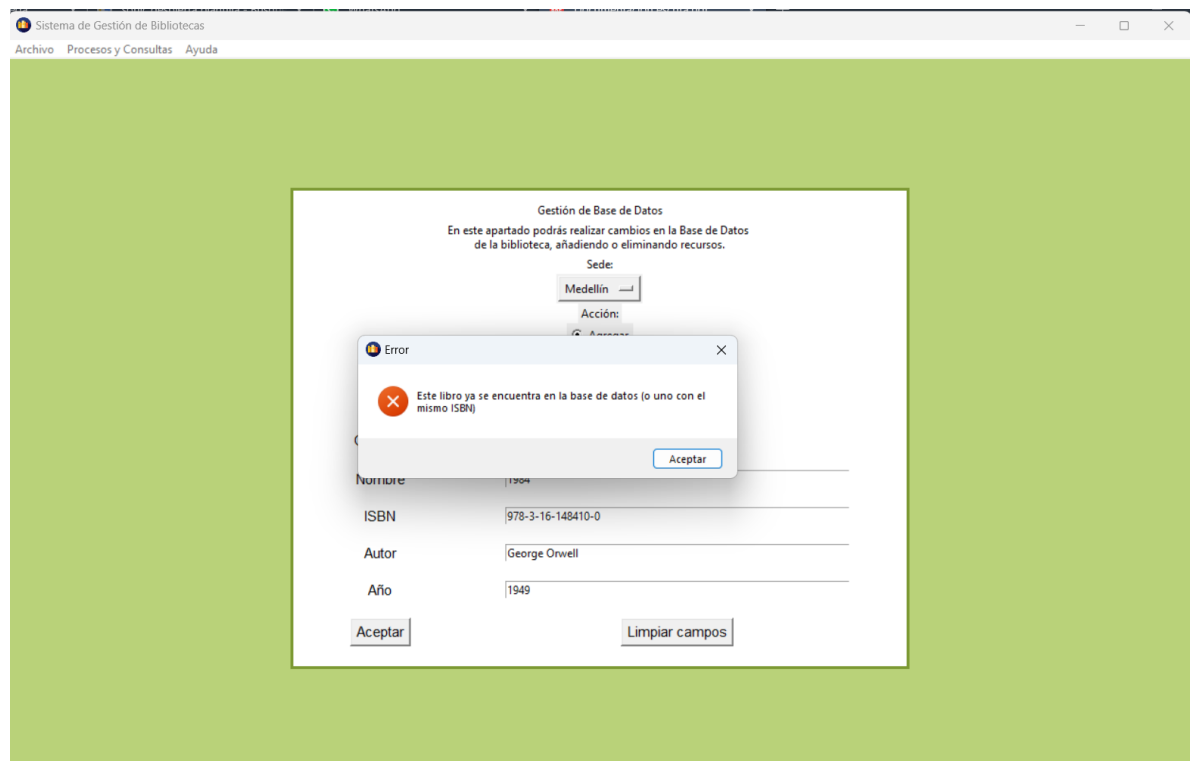 Sistema de Gestión de Bibliotecas
Archivo Procesos y Consultas Ayuda
Gestión de Base de Datos
En este apartado podrás realizar cambios en la Base de Datos
de la biblioteca, añadiendo o eliminando recursos.
Sede:
Medellín
Acción:
Agregar
Error
Este libro ya se encuentra en la base de datos (o uno con el
mismo ISBN)
Aceptar
Nombre 1984
ISBN 978-3-16-148410-0
Autor George Orwell
Año 1949
Aceptar Limpiar campos